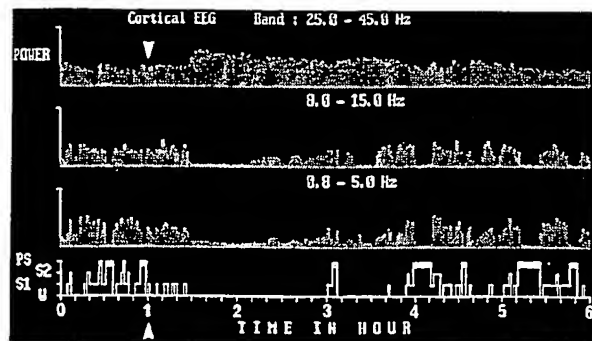 Cortical EEG Band : 25.0 - 45.0 Hz
POWER
8.0 - 15.0 Hz
0.8 - 5.0 Hz
PS
S2
S1
W
0 1 2 3 4 5 6
TIME IN HOUR